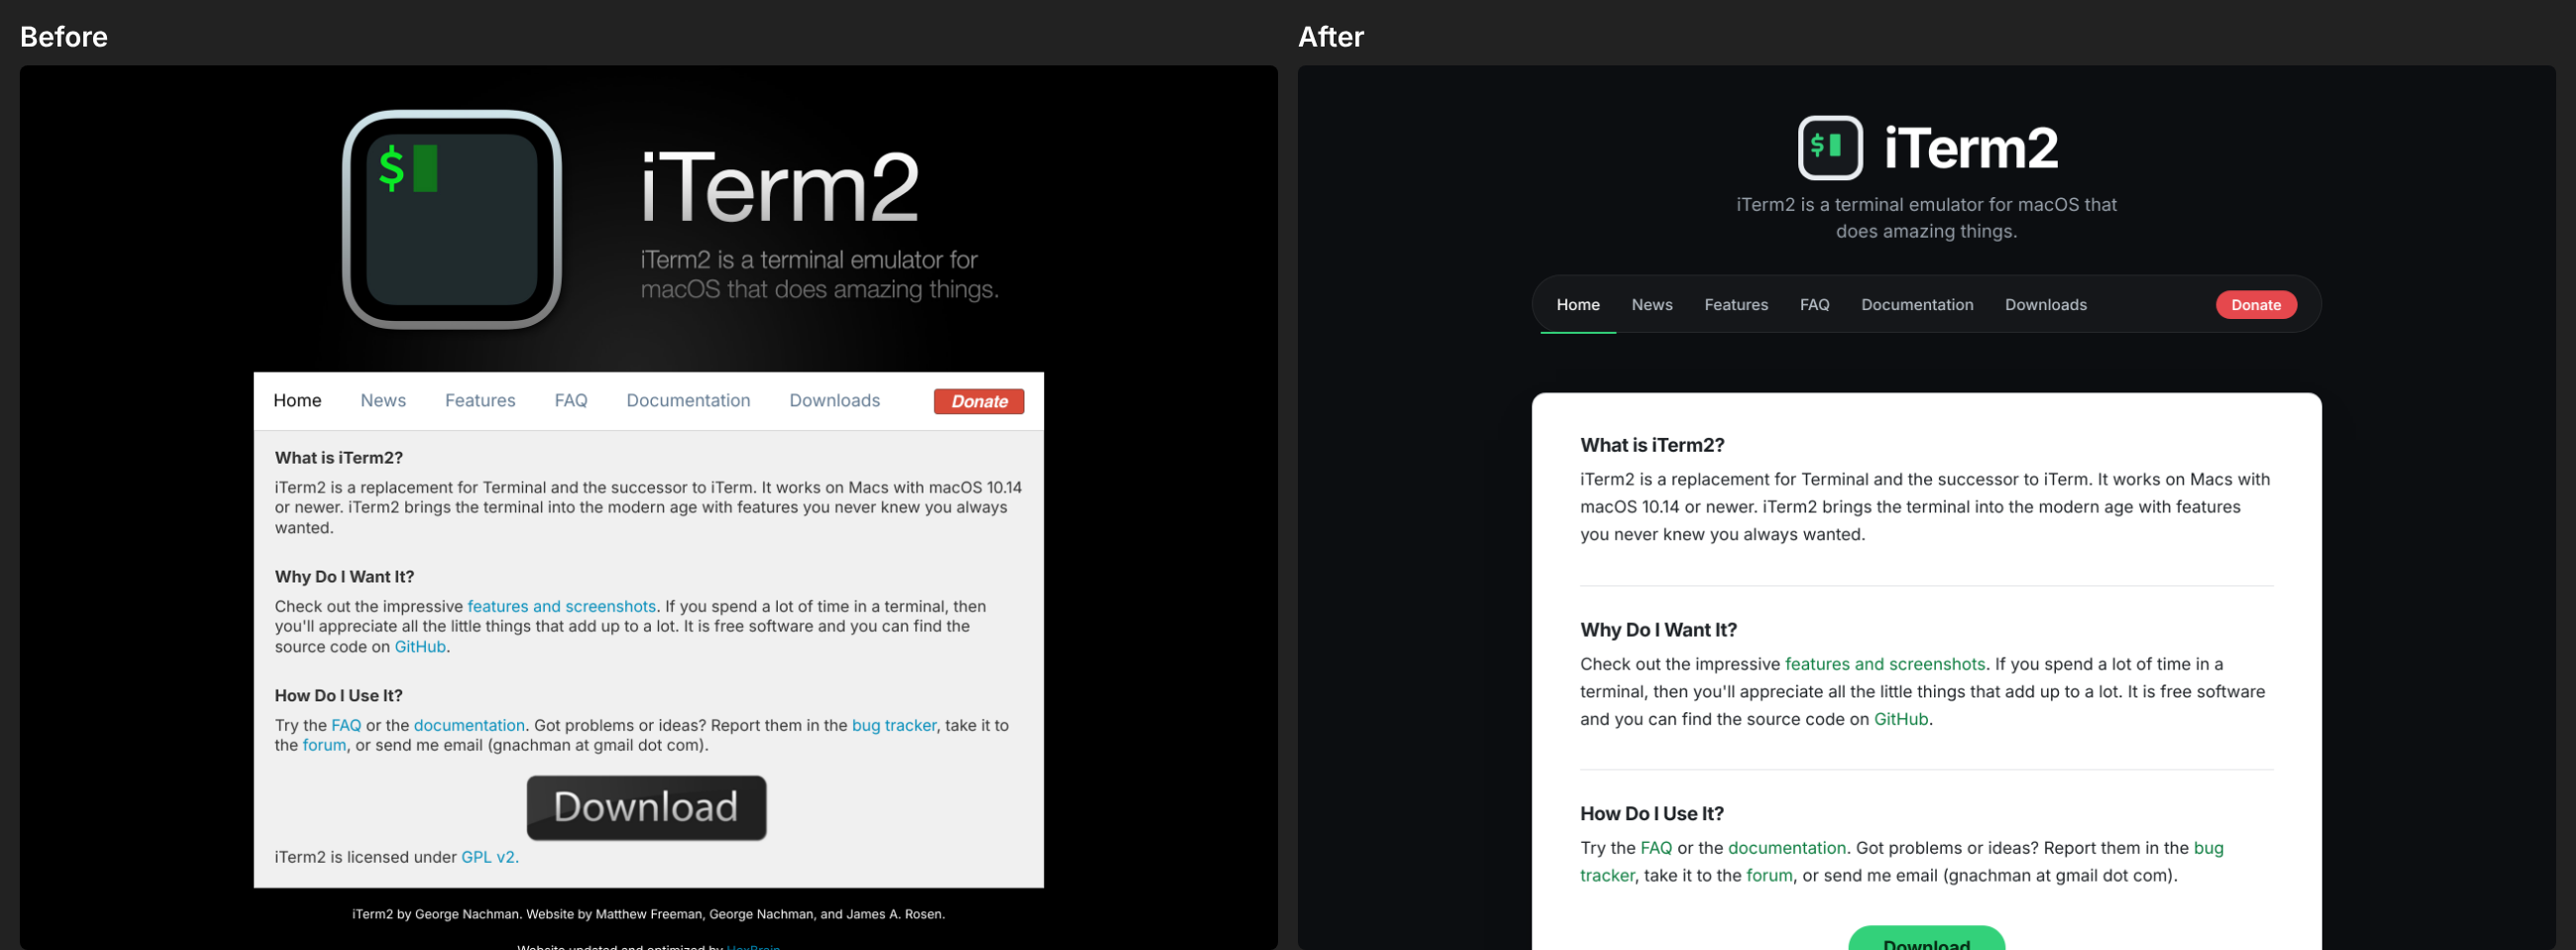 Before
$
iTerm2
iTerm2 is a terminal emulator for
macOS that does amazing things.
Home News Features FAQ Documentation Downloads Donate
What is iTerm2?
iTerm2 is a replacement for Terminal and the successor to iTerm. It works on Macs with macOS 10.14
or newer. iTerm2 brings the terminal into the modern age with features you never knew you always
wanted.
Why Do I Want It?
Check out the impressive features and screenshots. If you spend a lot of time in a terminal, then
you'll appreciate all the little things that add up to a lot. It is free software and you can find the
source code on GitHub.
How Do I Use It?
Try the FAQ or the documentation. Got problems or ideas? Report them in the bug tracker, take it to
the forum, or send me email (gnachman at gmail dot com).
Download
iTerm2 is licensed under GPL v2.
iTerm2 by George Nachman. Website by Matthew Freeman, George Nachman, and James A. Rosen.
Website updated and optimized by HexBrain
After
$
iTerm2
iTerm2 is a terminal emulator for macOS that
does amazing things.
Home News Features FAQ Documentation Downloads Donate
What is iTerm2?
iTerm2 is a replacement for Terminal and the successor to iTerm. It works on Macs with
macOS 10.14 or newer. iTerm2 brings the terminal into the modern age with features
you never knew you always wanted.
Why Do I Want It?
Check out the impressive features and screenshots. If you spend a lot of time in a
terminal, then you'll appreciate all the little things that add up to a lot. It is free software
and you can find the source code on GitHub.
How Do I Use It?
Try the FAQ or the documentation. Got problems or ideas? Report them in the bug
tracker, take it to the forum, or send me email (gnachman at gmail dot com).
Download